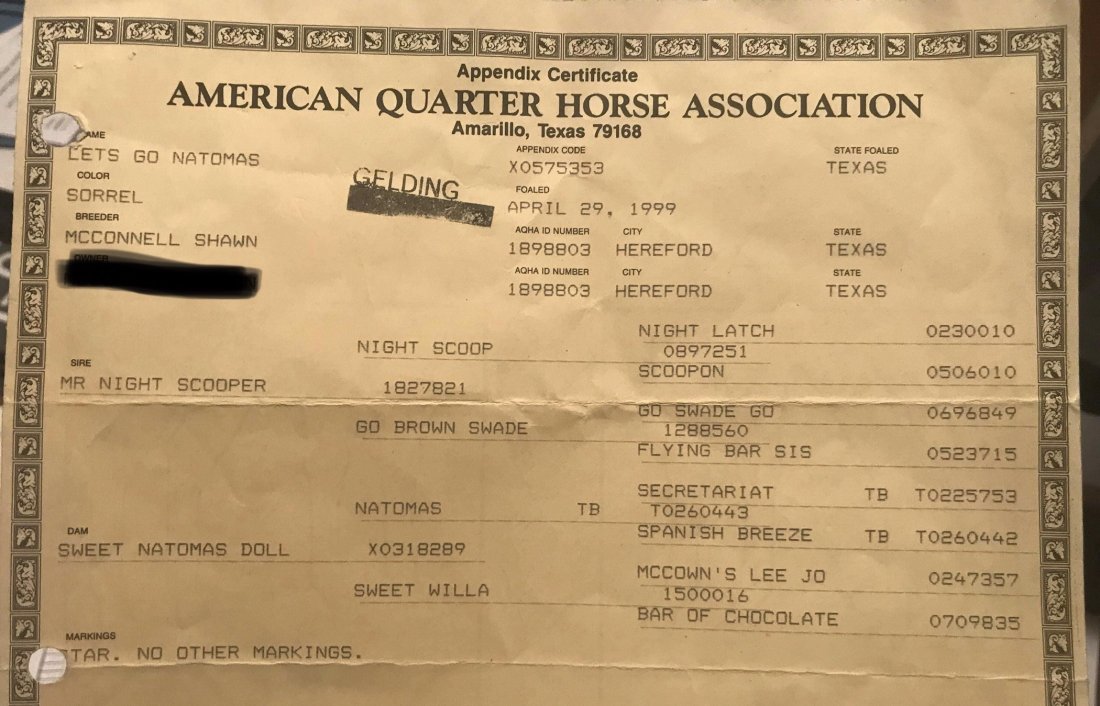 Appendix Certificate
AMERICAN QUARTER HORSE ASSOCIATION
Amarillo, Texas 79168
NAME
LETS GO NATOMAS
APPENDIX CODE
X0575353
STATE FOALED
TEXAS
COLOR
SORREL
GELDING
FOALED
APRIL 29, 1999
BREEDER
MCCONNELL SHAWN
AQHA ID NUMBER CITY STATE
1898803 HEREFORD TEXAS
OWNER
AQHA ID NUMBER CITY STATE
1898803 HEREFORD TEXAS
NIGHT LATCH 0230010
NIGHT SCOOP 0897251
SCOOPON 0506010
SIRE
MR NIGHT SCOOPER 1827821
GO SWADE GO 0696849
GO BROWN SWADE 1288560
FLYING BAR SIS 0523715
SECRETARIAT TB T0225753
NATOMAS TB T0260443
SPANISH BREEZE TB T0260442
DAM
SWEET NATOMAS DOLL X0318289
MCCOWN'S LEE JO 0247357
SWEET WILLA 1500016
BAR OF CHOCOLATE 0709835
MARKINGS
STAR. NO OTHER MARKINGS.